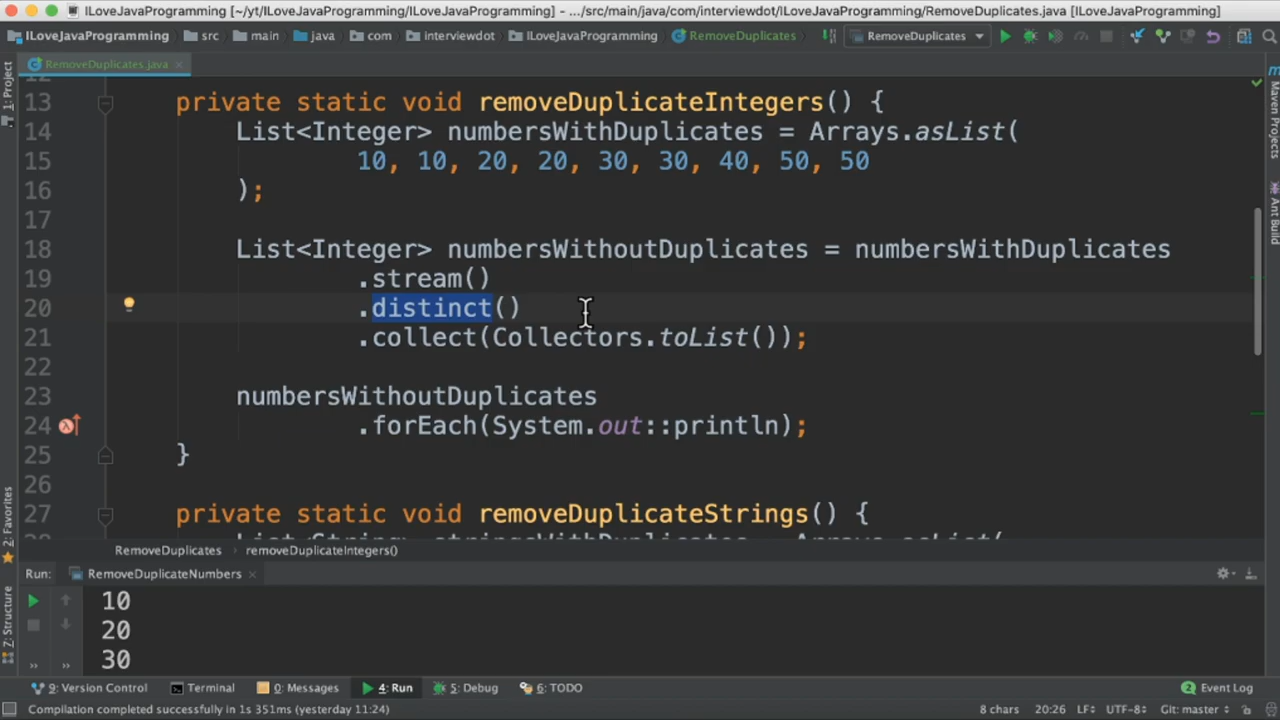 ILoveJavaProgramming [~/yt/ILoveJavaProgramming/ILoveJavaProgramming] – .../src/main/java/com/interviewdot/ILoveJavaProgramming/RemoveDuplicates.java [ILoveJavaProgramming]
ILoveJavaProgramming src main java com interviewdot ILoveJavaProgramming RemoveDuplicates RemoveDuplicates
RemoveDuplicates.java
1: Project
Maven Projects
Ant Build
12
13 private static void removeDuplicateIntegers() {
14 List<Integer> numbersWithDuplicates = Arrays.asList(
15 10, 10, 20, 20, 30, 30, 40, 50, 50
16 );
17
18 List<Integer> numbersWithoutDuplicates = numbersWithDuplicates
19 .stream()
20 .distinct()
21 .collect(Collectors.toList());
22
23 numbersWithoutDuplicates
24 .forEach(System.out::println);
25 }
26
27 private static void removeDuplicateStrings() {
List<String> stringsWithDuplicates = Arrays.asList(
2: Favorites
RemoveDuplicates removeDuplicateIntegers()
Run: RemoveDuplicateNumbers
7: Structure
10
20
30
9: Version Control Terminal 0: Messages 4: Run 5: Debug 6: TODO Event Log
Compilation completed successfully in 1s 351ms (yesterday 11:24) 8 chars 20:26 LF UTF-8 Git: master